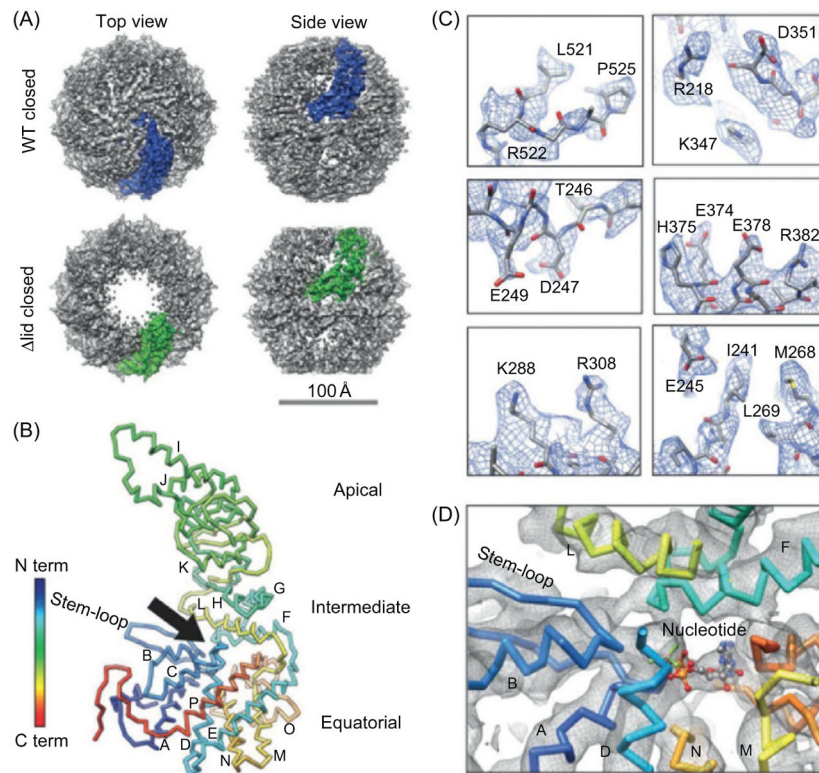 (A)
Top view
Side view
WT closed
Δlid closed
100 Å
(B)
I
J
Apical
K
N term
Stem-loop
L
H
G
Intermediate
F
B
C
P
A
D
E
N
M
O
Equatorial
C term
(C)
L521
P525
R522
D351
R218
K347
T246
E249
D247
H375
E374
E378
R382
K288
R308
I241
M268
E245
L269
(D)
L
F
Stem-loop
Nucleotide
B
A
D
N
M